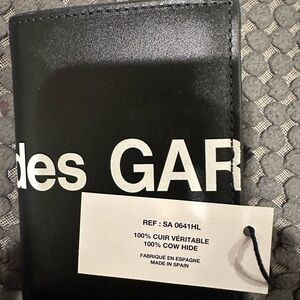 des GAR
REF : SA 0641HL
100% CUIR VÉRITABLE
100% COW HIDE
FABRIQUÉ EN ESPAGNE
MADE IN SPAIN